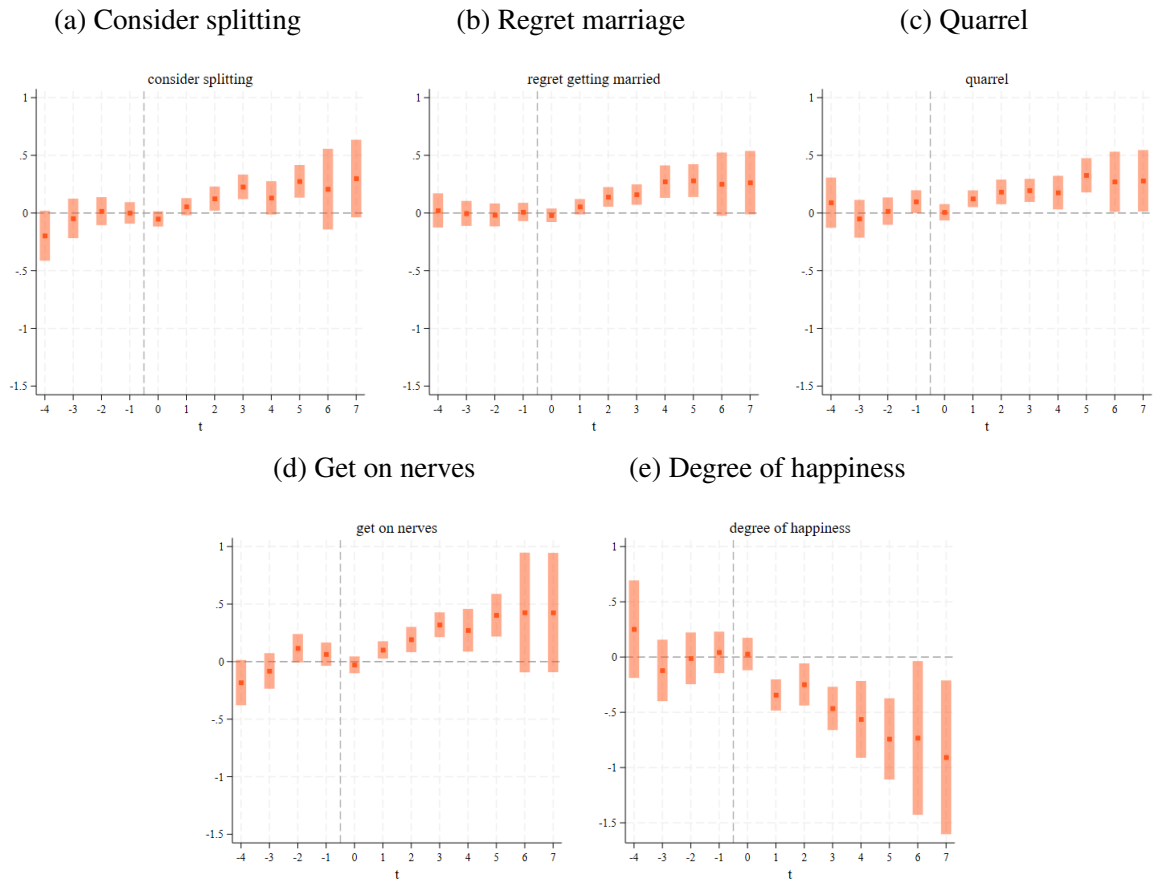 (a) Consider splitting
(b) Regret marriage
(c) Quarrel
consider splitting
1
.5
0
-.5
-1
-1.5
-4 -3 -2 -1 0 1 2 3 4 5 6 7
t
regret getting married
1
.5
0
-.5
-1
-1.5
-4 -3 -2 -1 0 1 2 3 4 5 6 7
t
quarrel
1
.5
0
-.5
-1
-1.5
-4 -3 -2 -1 0 1 2 3 4 5 6 7
t
(d) Get on nerves
(e) Degree of happiness
get on nerves
1
.5
0
-.5
-1
-1.5
-4 -3 -2 -1 0 1 2 3 4 5 6 7
t
degree of happiness
1
.5
0
-.5
-1
-1.5
-4 -3 -2 -1 0 1 2 3 4 5 6 7
t